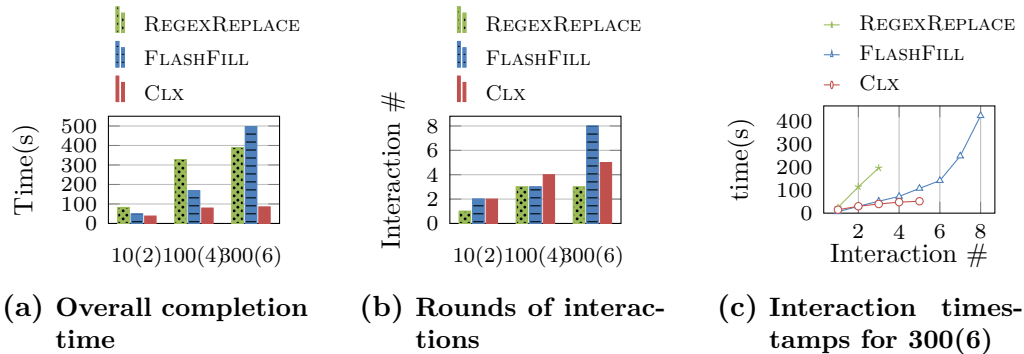 REGEXREPLACE
FLASHFILL
CLX
Time(s)
500
400
300
200
100
0
10(2) 100(4) 300(6)
(a) Overall completion
time
REGEXREPLACE
FLASHFILL
CLX
Interaction #
8
6
4
2
0
10(2) 100(4) 300(6)
(b) Rounds of interac-
tions
REGEXREPLACE
FLASHFILL
CLX
time(s)
400
300
200
100
0
2 4 6 8
Interaction #
(c) Interaction times-
tamps for 300(6)